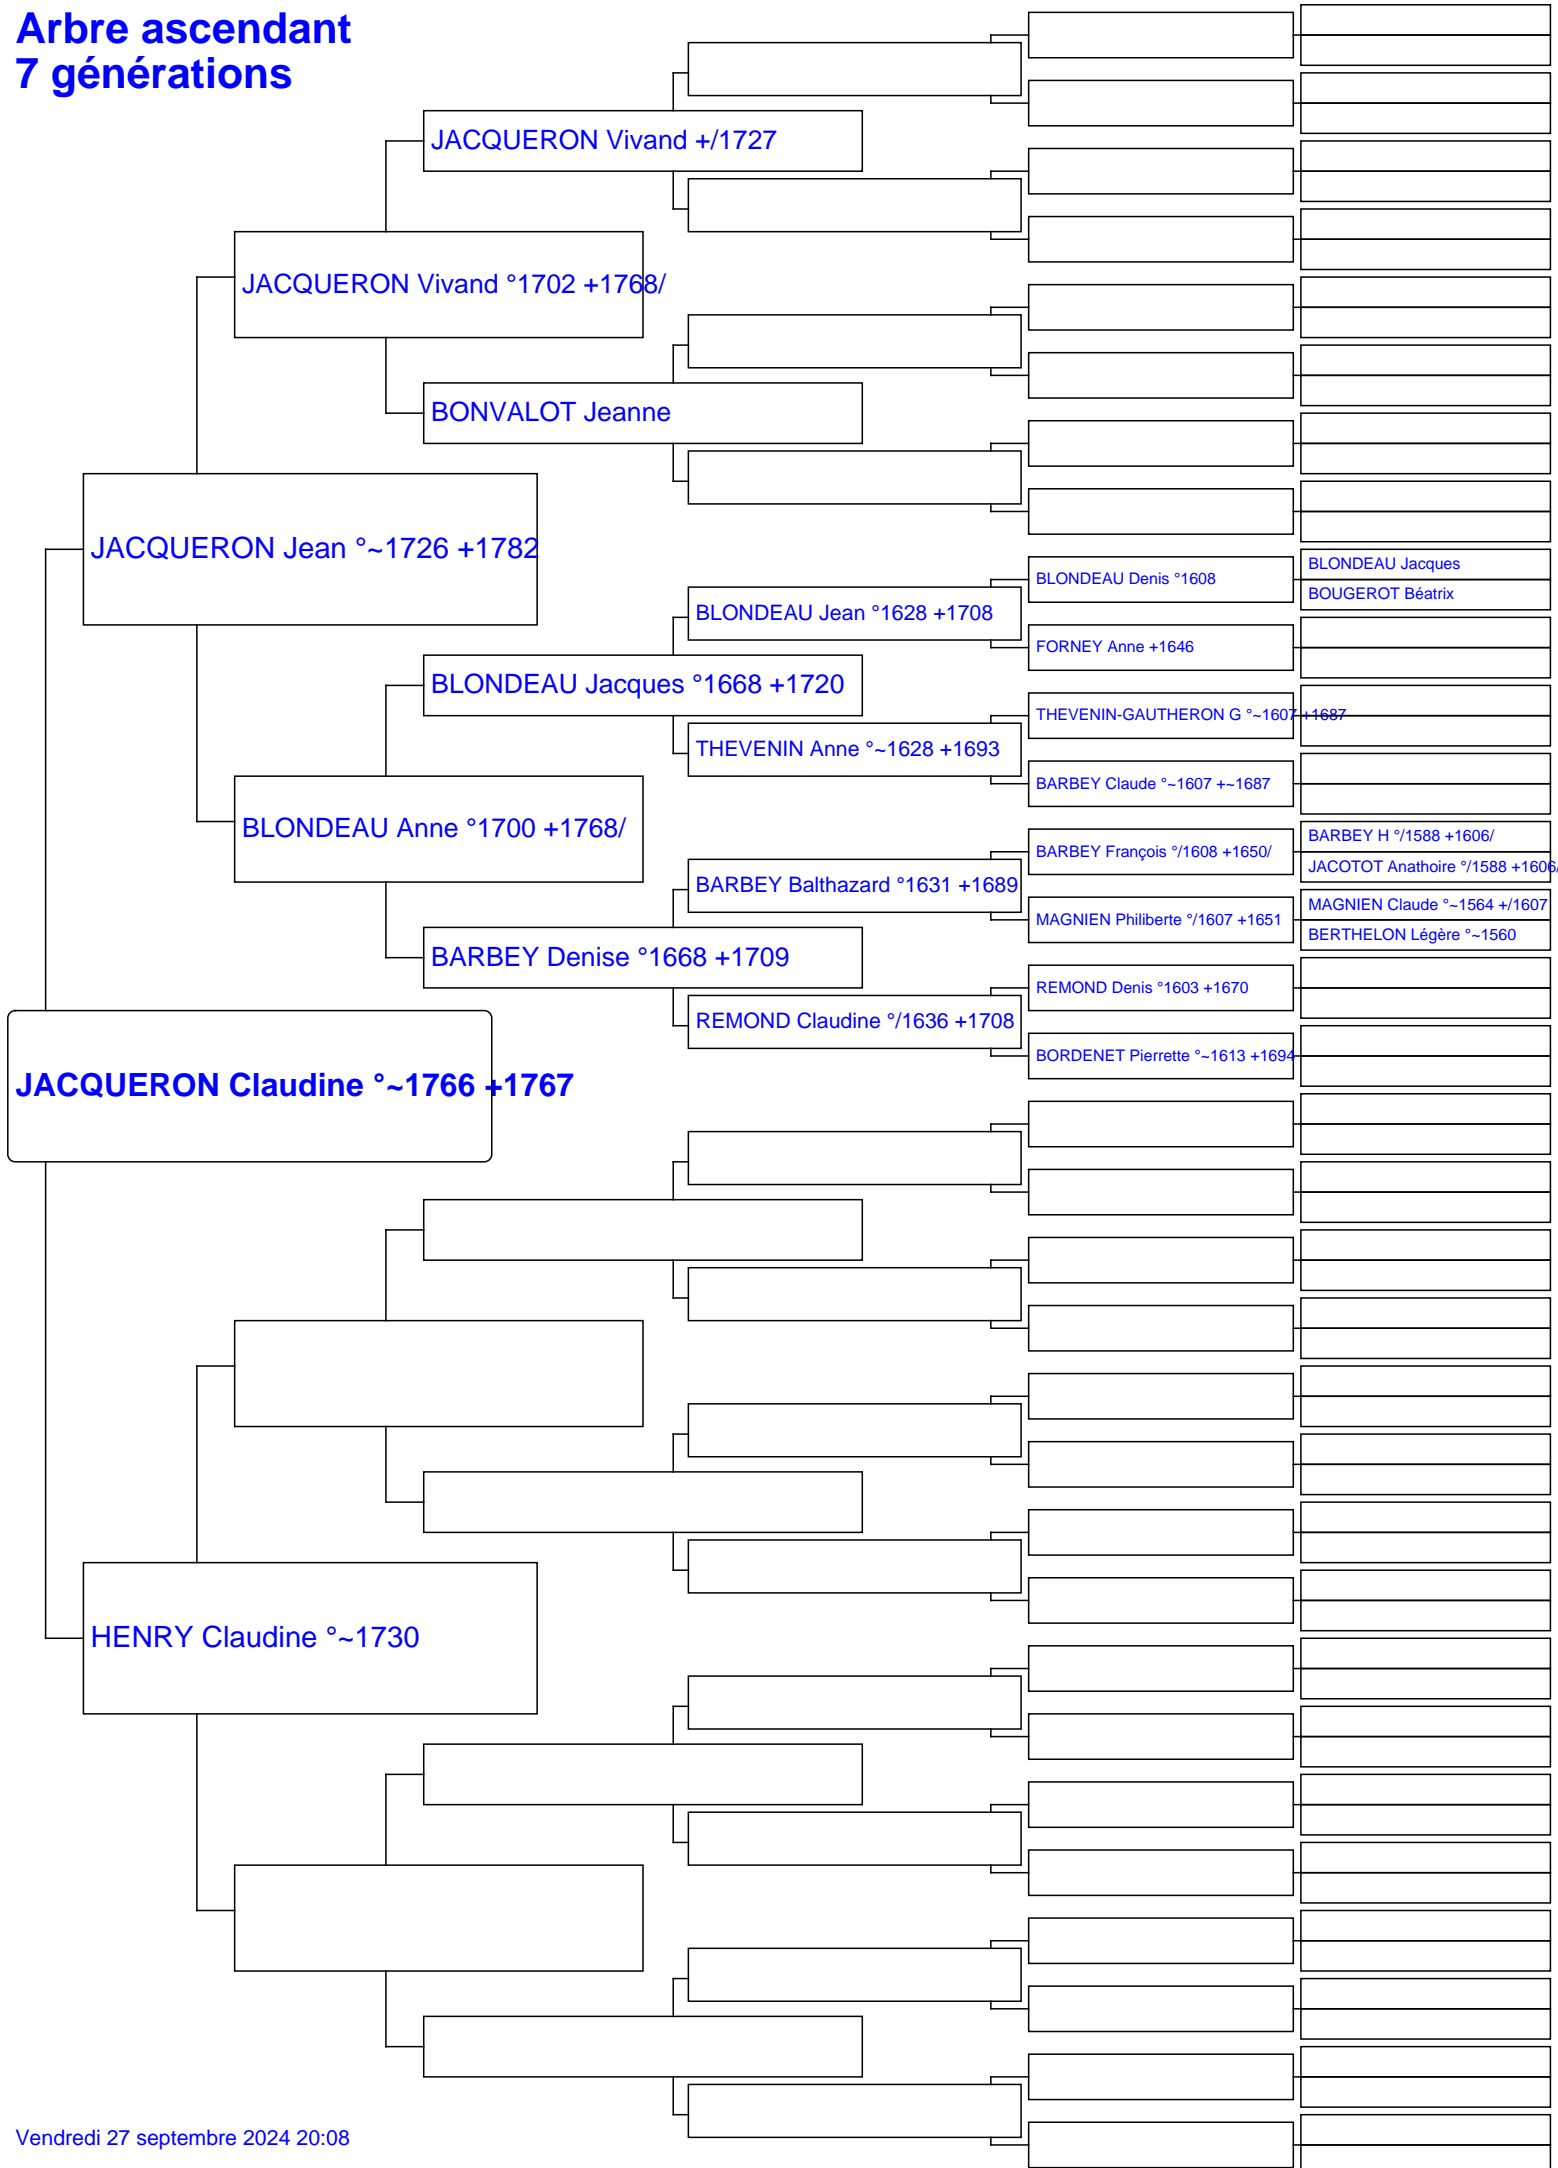 Arbre ascendant
7 générations
JACQUERON Vivand +/1727
JACQUERON Vivand °1702 +1768/
BONVALOT Jeanne
JACQUERON Jean °~1726 +1782
BLONDEAU Jacques
BLONDEAU Denis °1608
BOUGEROT Béatrix
BLONDEAU Jean °1628 +1708
FORNEY Anne +1646
BLONDEAU Jacques °1668 +1720
THEVENIN-GAUTHERON G °~1607 +1687
THEVENIN Anne °~1628 +1693
BARBEY Claude °~1607 +~1687
BLONDEAU Anne °1700 +1768/
BARBEY H °/1588 +1606/
BARBEY François °/1608 +1650/
JACOTOT Anathoire °/1588 +1606/
BARBEY Balthazard °1631 +1689
MAGNIEN Claude °~1564 +/1607
MAGNIEN Philiberte °/1607 +1651
BERTHELON Légère °~1560
BARBEY Denise °1668 +1709
REMOND Denis °1603 +1670
REMOND Claudine °/1636 +1708
BORDENET Pierrette °~1613 +1694
JACQUERON Claudine °~1766 +1767
HENRY Claudine °~1730
Vendredi 27 septembre 2024 20:08